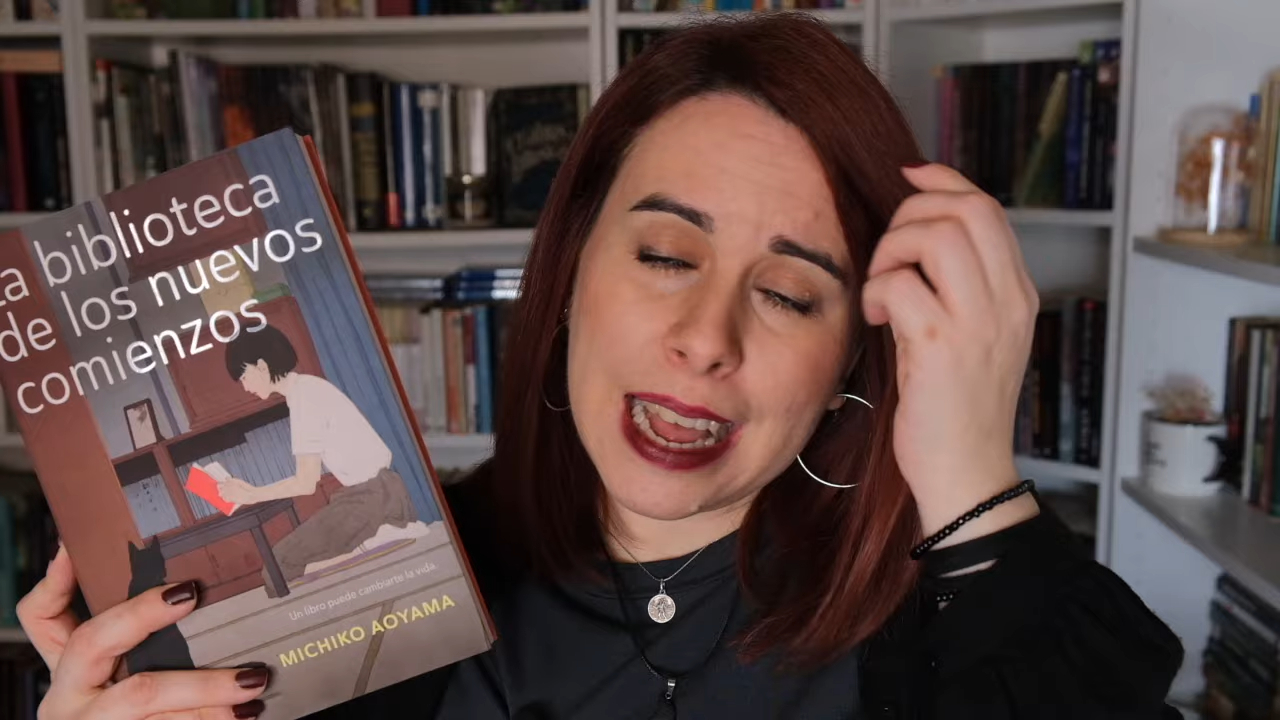 La biblioteca
de los nuevos
comienzos
Un libro puede cambiarte la vida.
MICHIKO AOYAMA